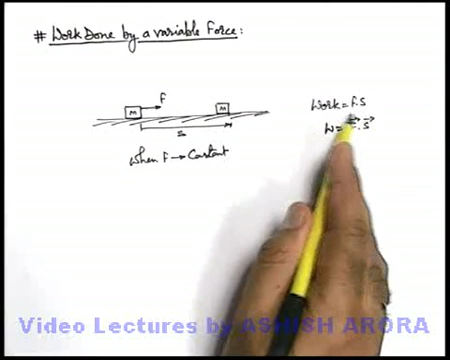 # Work Done by a variable Force:
F
M M
S
Work = F.S
W = F.S
when F → Constant
Video Lectures by ASHISH ARORA